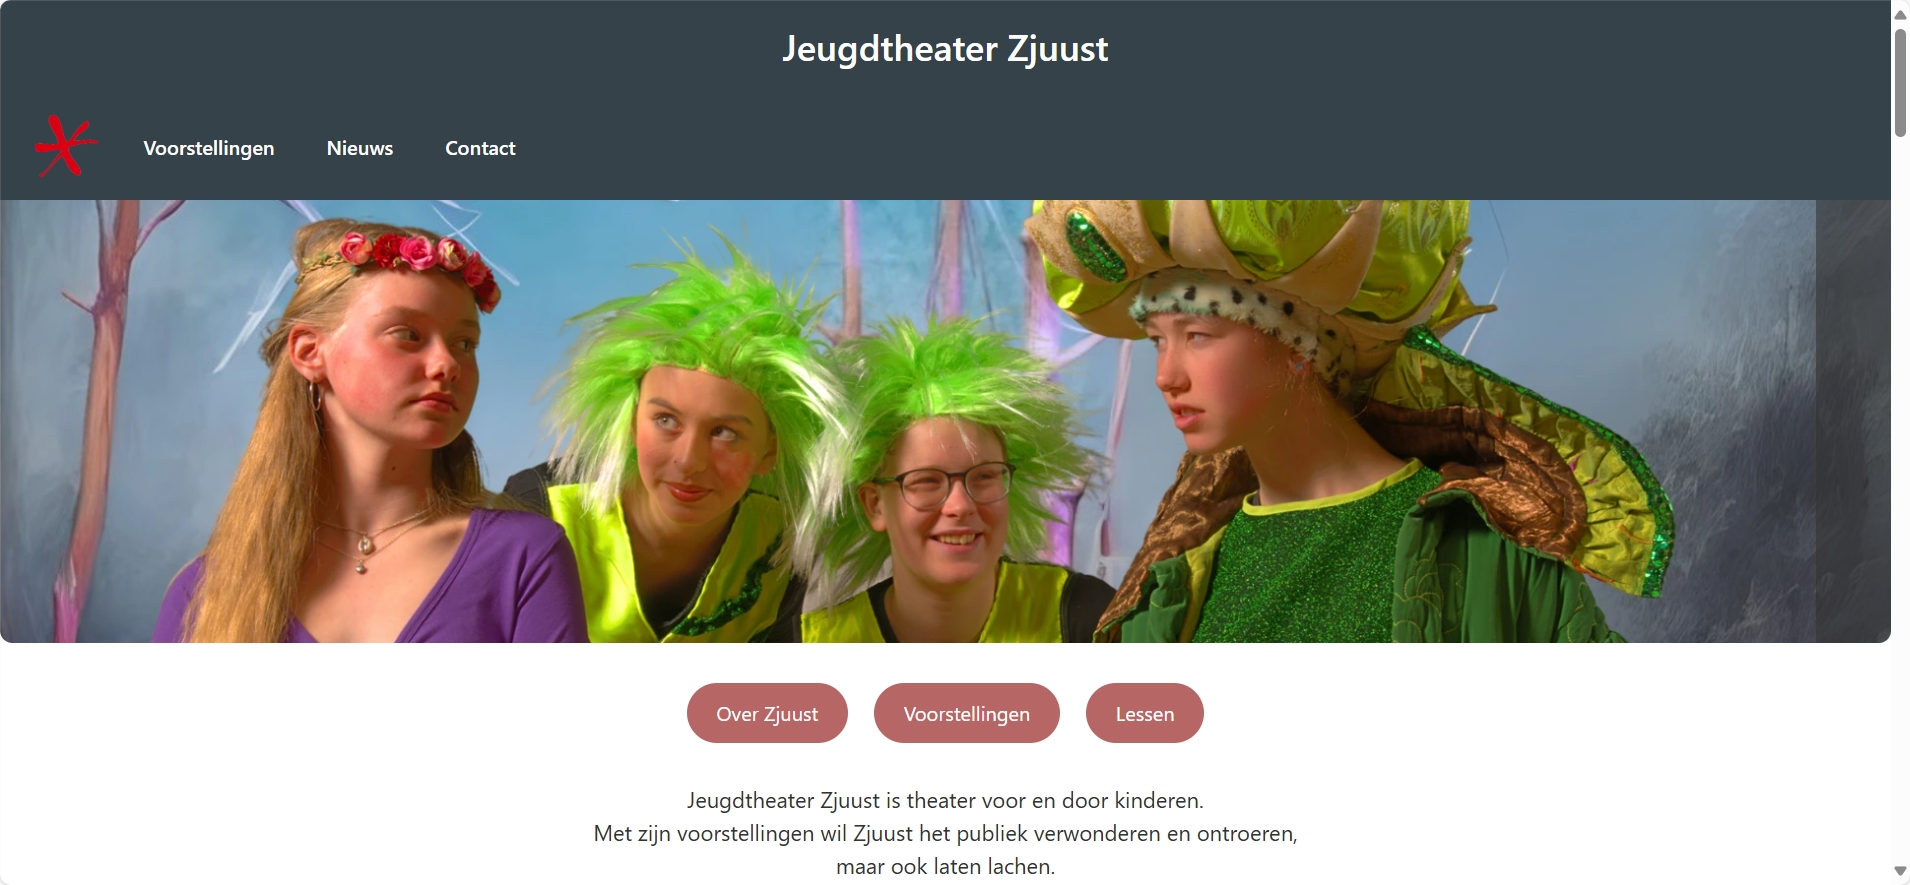 Jeugdtheater Zjuust
Voorstellingen
Nieuws
Contact
Over Zjuust
Voorstellingen
Lessen
Jeugdtheater Zjuust is theater voor en door kinderen.
Met zijn voorstellingen wil Zjuust het publiek verwonderen en ontroeren,
maar ook laten lachen.